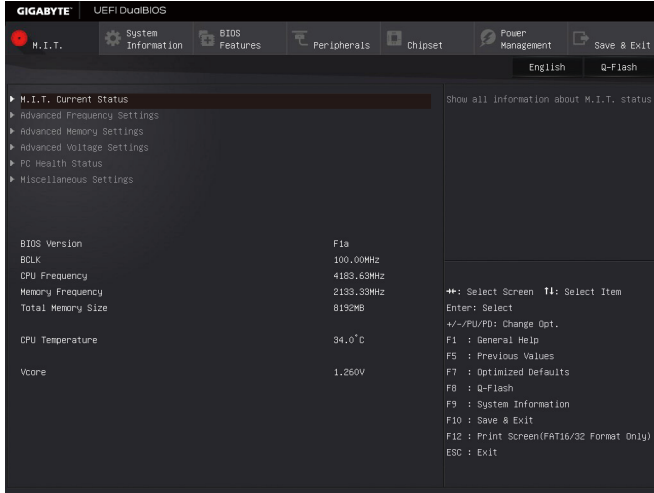 GIGABYTE™ UEFI DualBIOS
M.I.T.
System Information
BIOS Features
Peripherals
Chipset
Power Management
Save & Exit
English
Q-Flash
M.I.T. Current Status
Show all information about M.I.T. status
Advanced Frequency Settings
Advanced Memory Settings
Advanced Voltage Settings
PC Health Status
Miscellaneous Settings
BIOS Version F1a
BCLK 100.00MHz
CPU Frequency 4183.63MHz
Memory Frequency 2133.33MHz
Total Memory Size 8192MB
CPU Temperature 34.0°C
Vcore 1.260V
→←: Select Screen ↑↓: Select Item
Enter: Select
+/-/PU/PD: Change Opt.
F1 : General Help
F5 : Previous Values
F7 : Optimized Defaults
F8 : Q-Flash
F9 : System Information
F10 : Save & Exit
F12 : Print Screen(FAT16/32 Format Only)
ESC : Exit